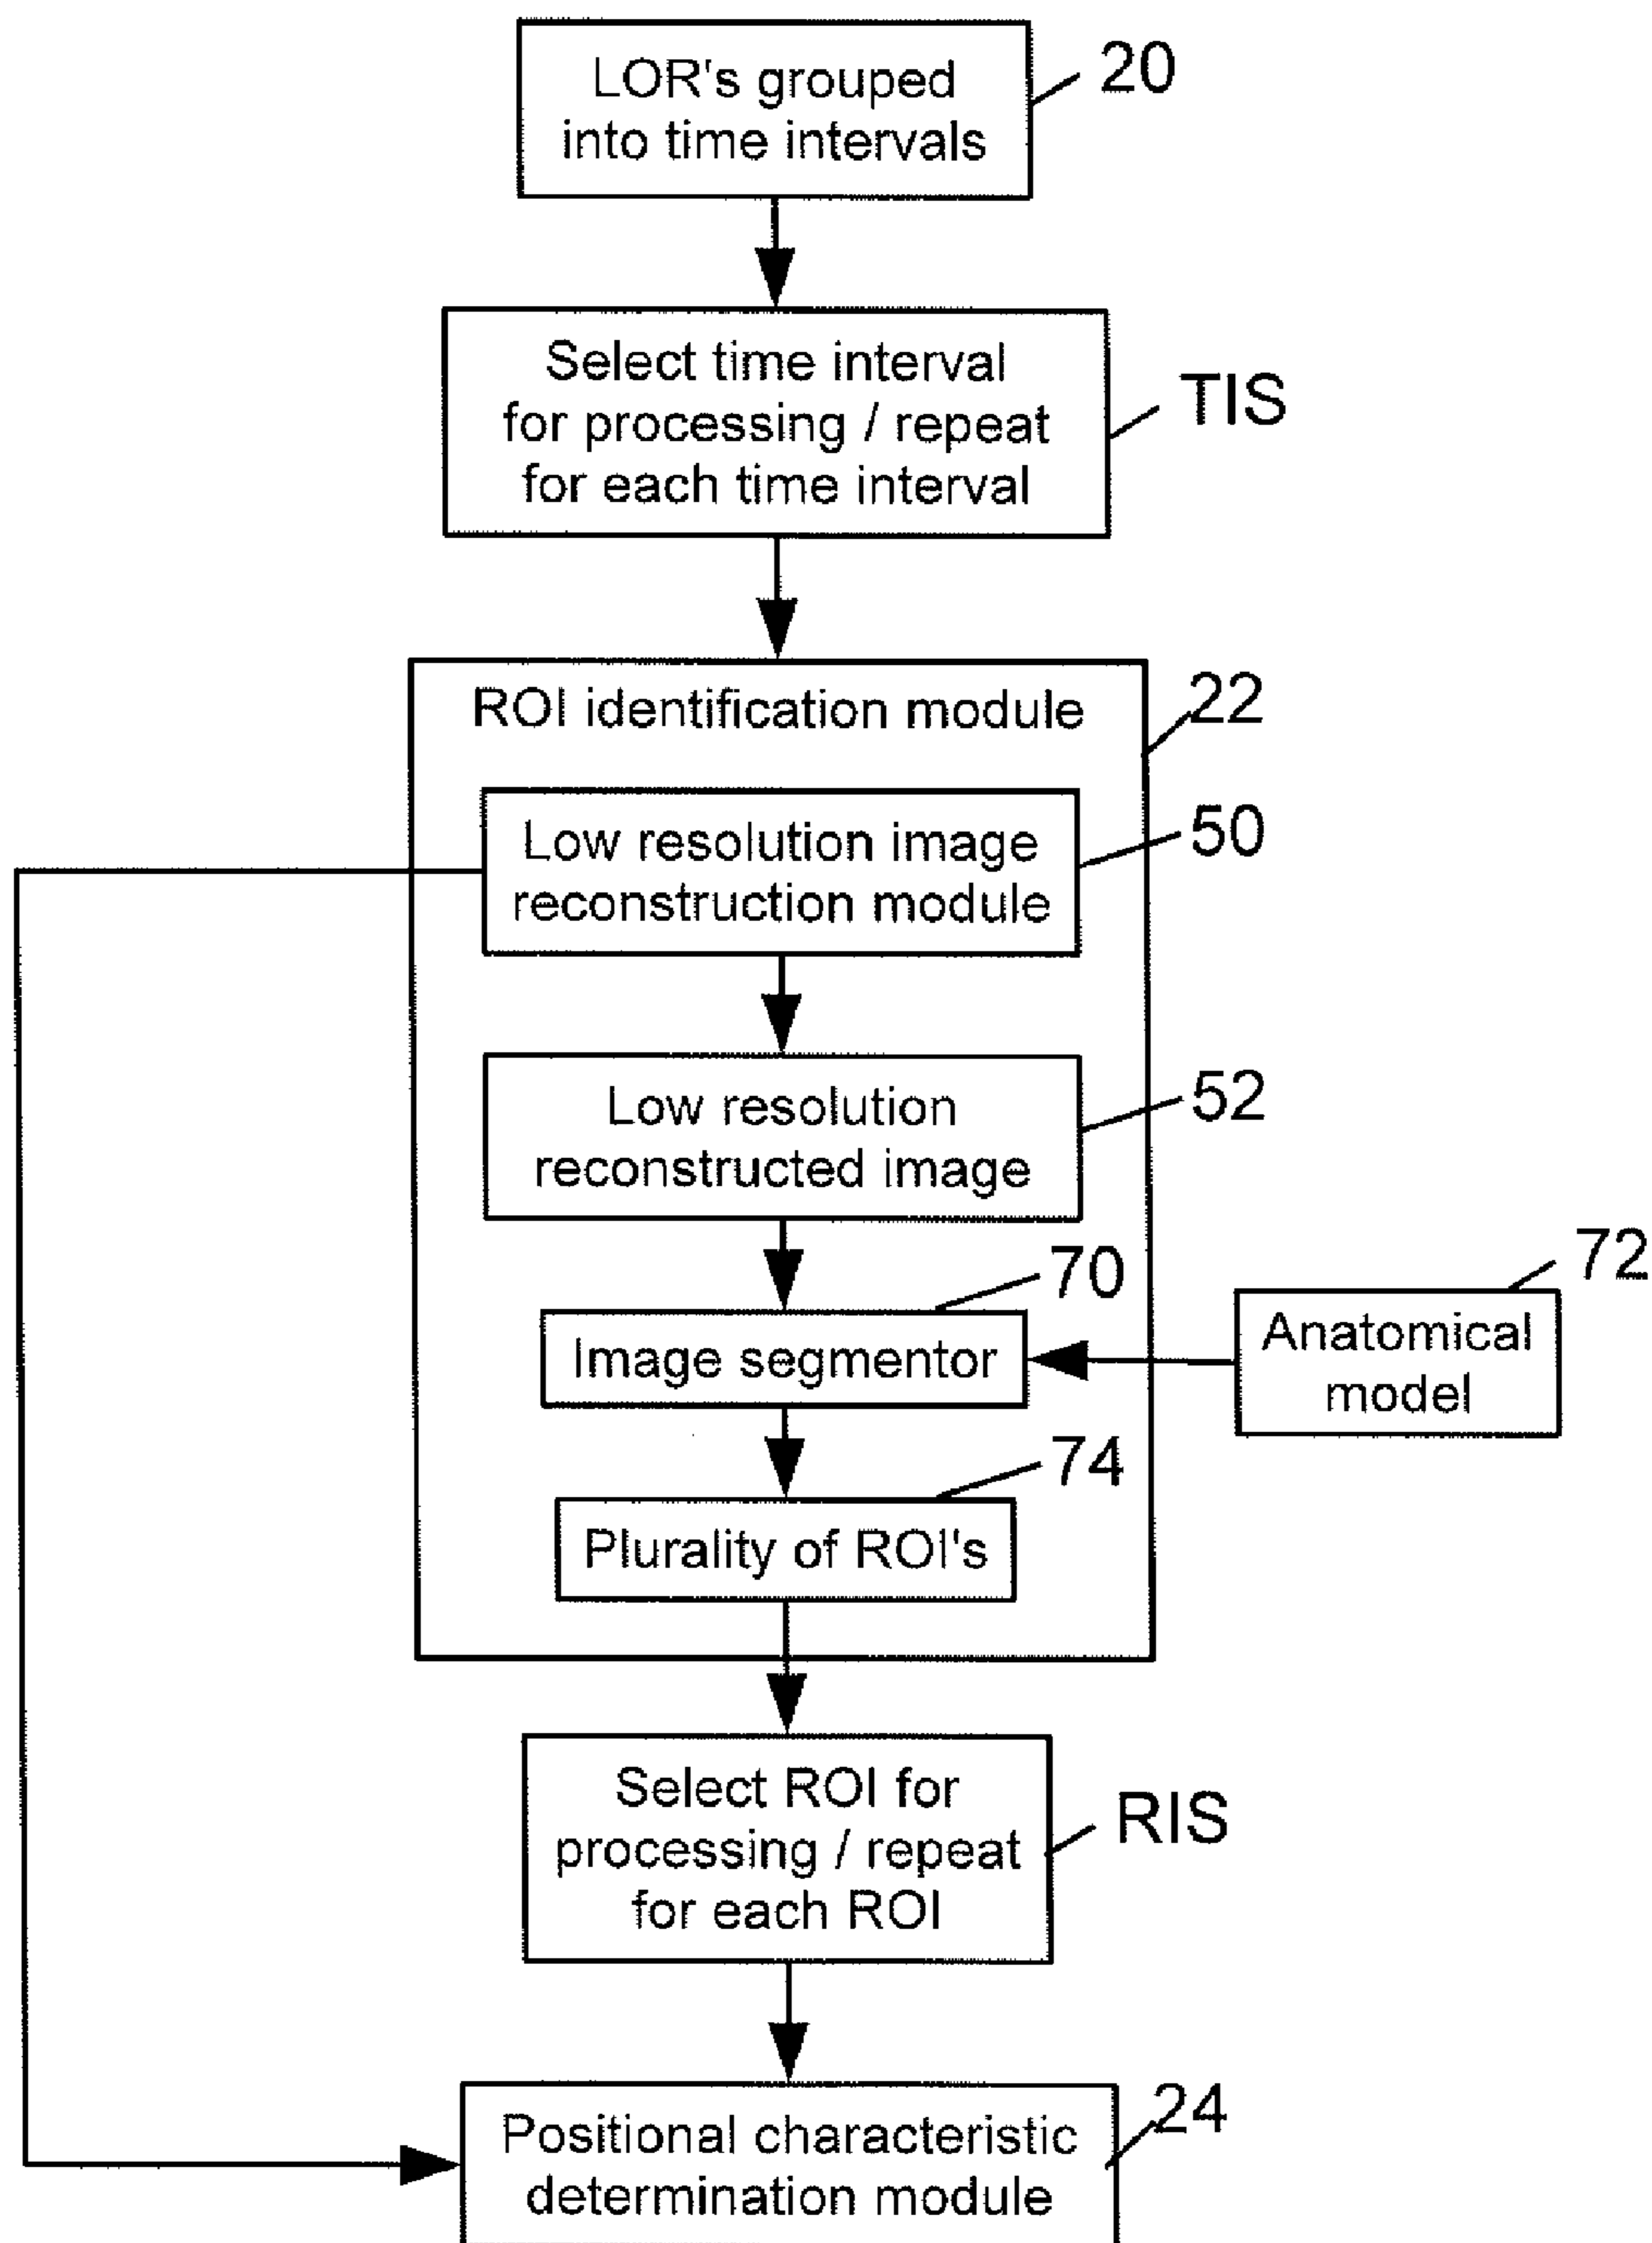 LOR's grouped
into time intervals
20
Select time interval
for processing / repeat
for each time interval
TIS
ROI identification module
22
Low resolution image
reconstruction module
50
Low resolution
reconstructed image
52
70
Image segmentor
72
Anatomical
model
74
Plurality of ROI's
Select ROI for
processing / repeat
for each ROI
RIS
Positional characteristic
determination module
24